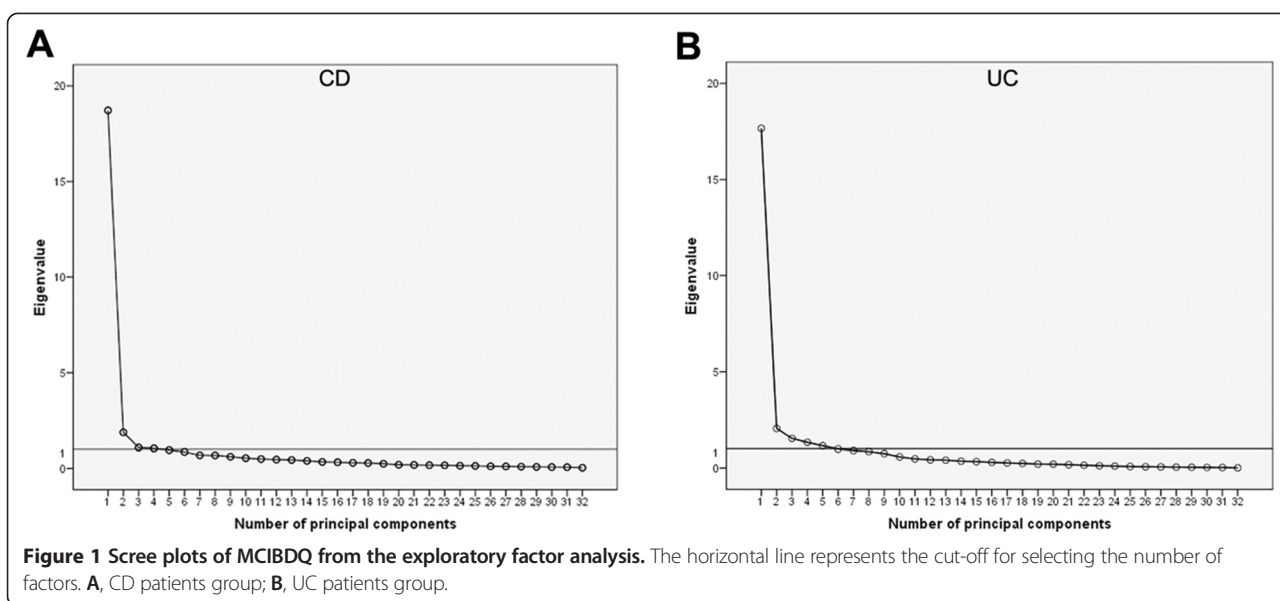 A
CD
20
15
10
5
1
0
Eigenvalue
1 2 3 4 5 6 7 8 9 10 11 12 13 14 15 16 17 18 19 20 21 22 23 24 25 26 27 28 29 30 31 32
Number of principal components
B
UC
20
15
10
5
1
0
Eigenvalue
1 2 3 4 5 6 7 8 9 10 11 12 13 14 15 16 17 18 19 20 21 22 23 24 25 26 27 28 29 30 31 32
Number of principal components
Figure 1 Scree plots of MCIBDQ from the exploratory factor analysis. The horizontal line represents the cut-off for selecting the number of
factors. A, CD patients group; B, UC patients group.